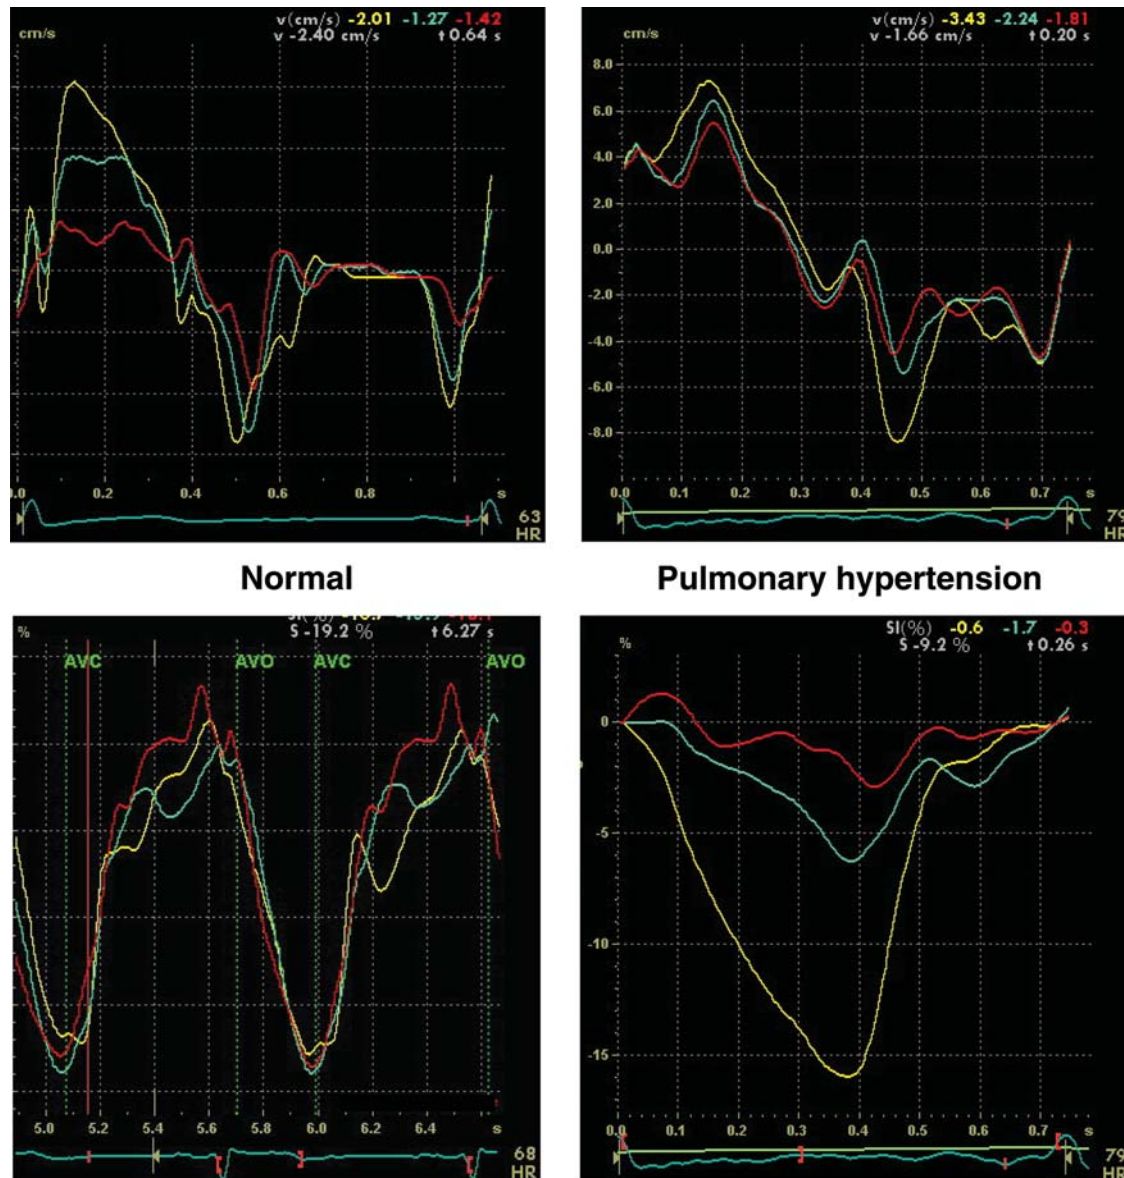 v(cm/s) -2.01 -1.27 -1.42
v -2.40 cm/s t 0.64 s
cm/s
0.2 0.4 0.6 0.8 s
63
HR
v(cm/s) -3.43 -2.24 -1.81
v -1.66 cm/s t 0.20 s
cm/s
8.0
6.0
4.0
2.0
0.0
-2.0
-4.0
-6.0
-8.0
0.0 0.1 0.2 0.3 0.4 0.5 0.6 0.7 s
79
HR
Normal
Pulmonary hypertension
S -19.2 % t 6.27 s
%
AVC AVO AVC AVO
5.0 5.2 5.4 5.6 5.8 6.0 6.2 6.4 s
68
HR
SI(%) -0.6 -1.7 -0.3
S -9.2 % t 0.26 s
%
0
-5
-10
-15
0.0 0.1 0.2 0.3 0.4 0.5 0.6 0.7 s
79
HR